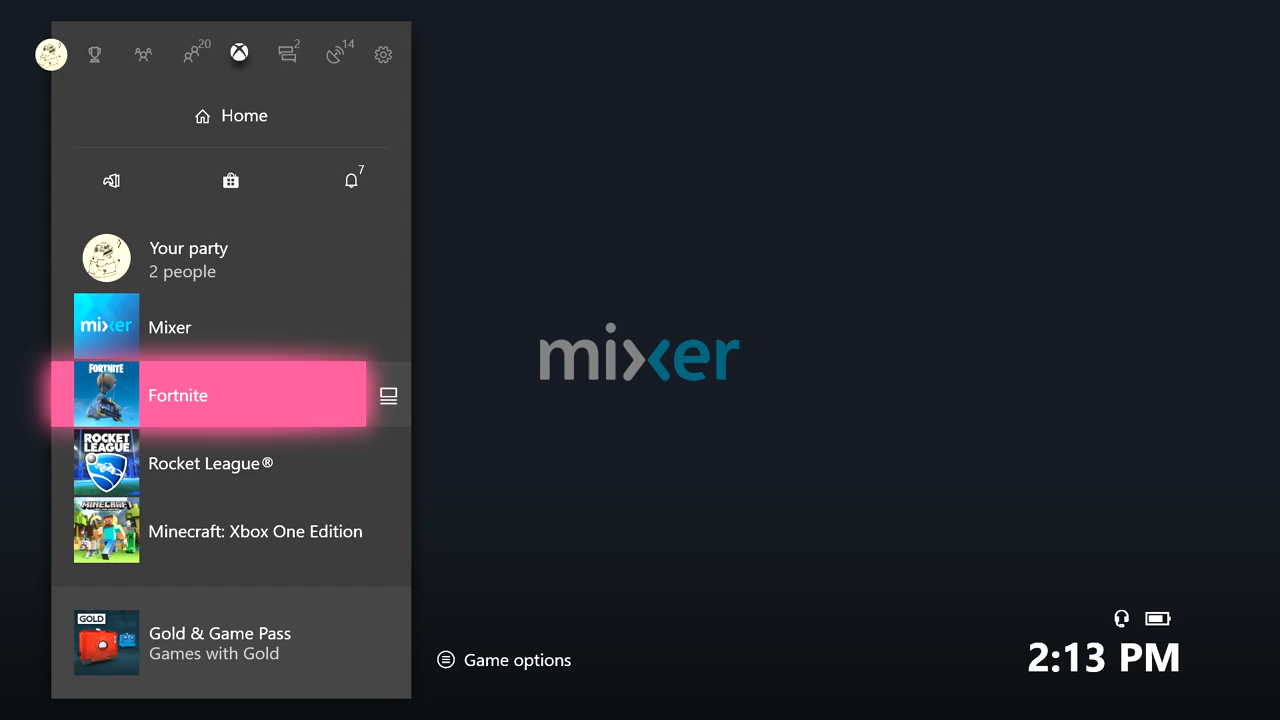 20
2
14
Home
7
Your party
2 people
mixer
Mixer
FORTNITE
Fortnite
ROCKET
LEAGUE
Rocket League®
MINECRAFT
Minecraft: Xbox One Edition
GOLD
Gold & Game Pass
Games with Gold
mixer
Game options
2:13 PM